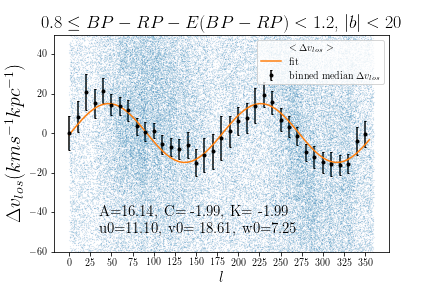 0.8 ≤ BP − RP − E(BP − RP) < 1.2, |b| < 20
Δv_los(kms⁻¹kpc⁻¹)
60
40
20
0
−20
−40
−60
< Δv_los >
fit
binned median Δv_los
A=16.14, C= -1.99, K= -1.99
u0=11.10, v0= 18.61, w0=7.25
0 25 50 75 100 125 150 175 200 225 250 275 300 325 350
l